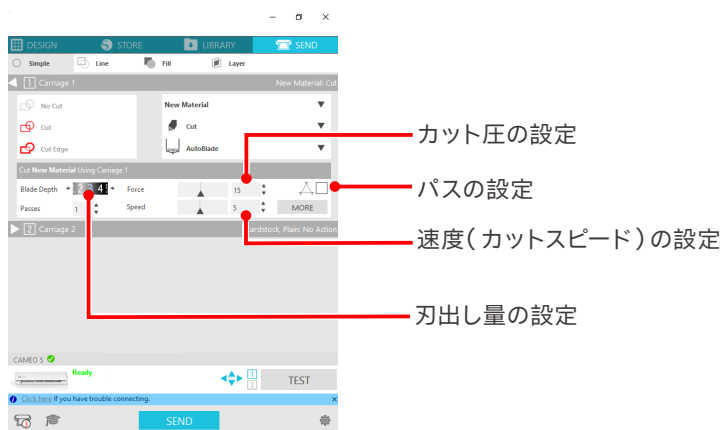 DESIGN STORE LIBRARY SEND
Simple Line Fill Layer
1 Carriage 1 New Material: Cut
No Cut New Material
Cut Cut
Cut Edge AutoBlade
Cut New Material Using Carriage 1
Blade Depth 2 3 4 Force 15
Passes 1 Speed 5 MORE
2 Carriage 2 ardstock, Plain: No Action
カット圧の設定
パスの設定
速度(カットスピード)の設定
刃出し量の設定
CAMEO 5
Ready 1
2
TEST
Click here if you have trouble connecting.
SEND